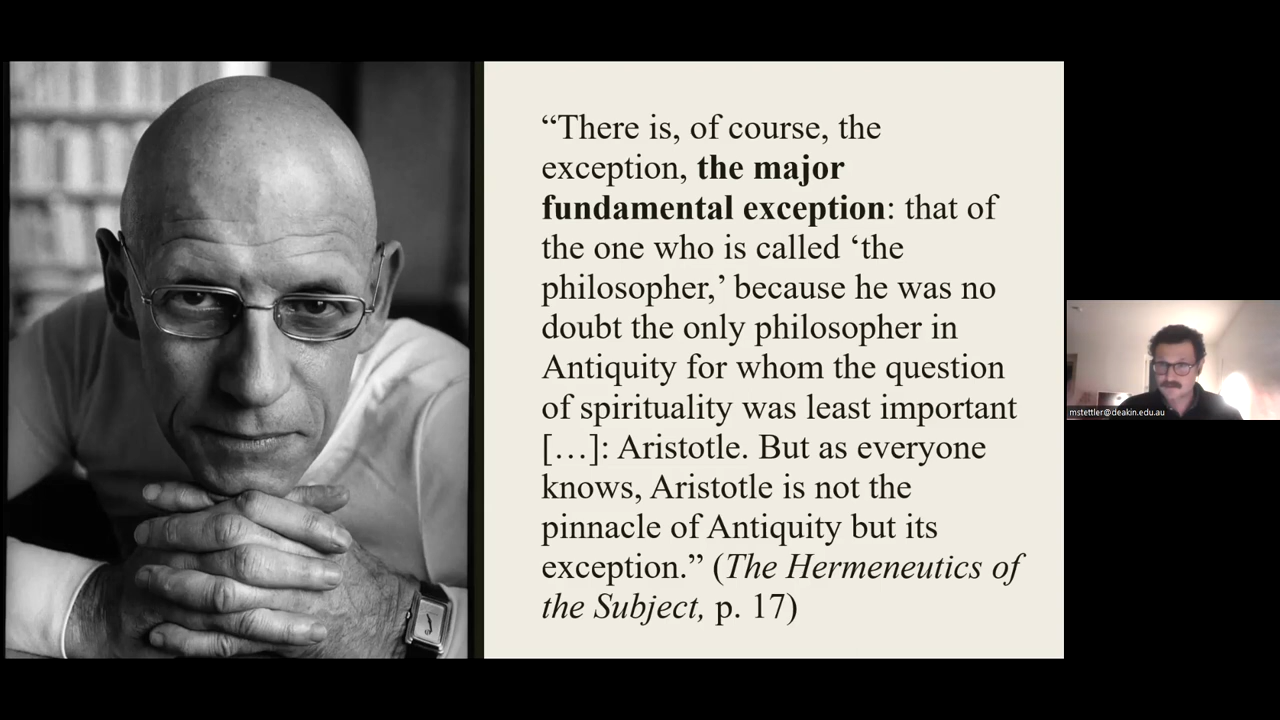 “There is, of course, the
exception, the major
fundamental exception: that of
the one who is called ‘the
philosopher,’ because he was no
doubt the only philosopher in
Antiquity for whom the question
of spirituality was least important
[…]: Aristotle. But as everyone
knows, Aristotle is not the
pinnacle of Antiquity but its
exception.” (The Hermeneutics of
the Subject, p. 17)
mstettler@deakin.edu.au